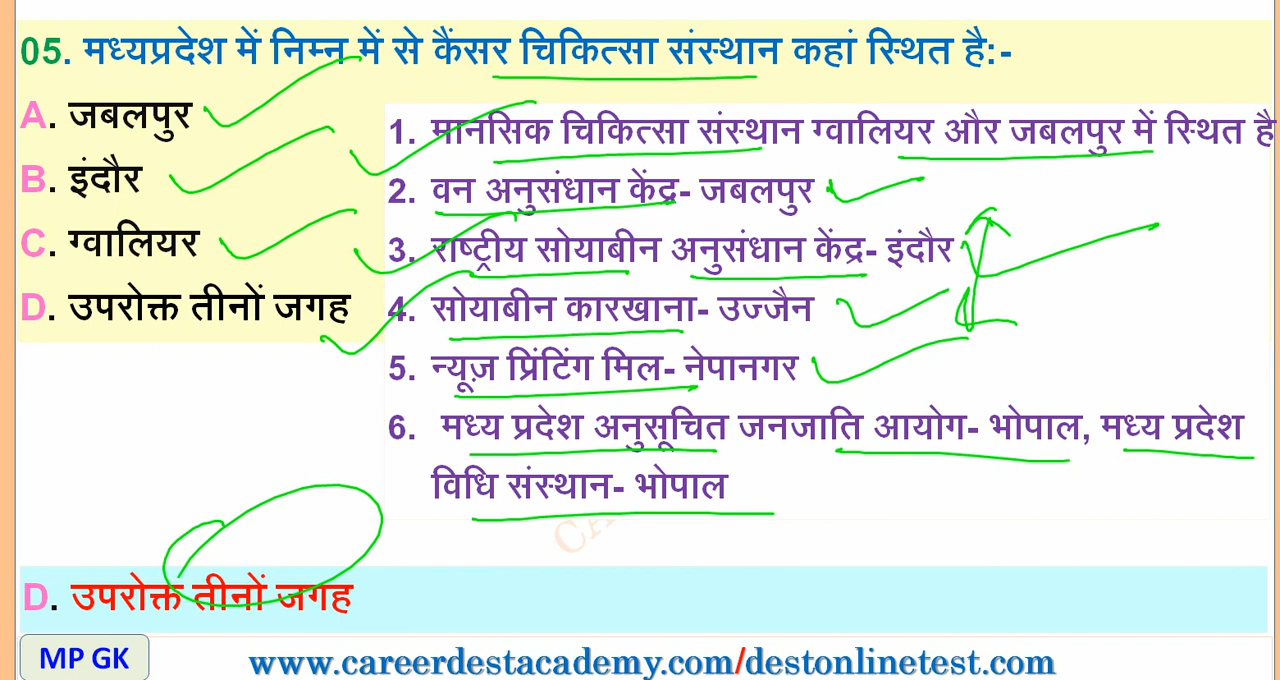 05. मध्यप्रदेश में निम्न में से कैंसर चिकित्सा संस्थान कहां स्थित है:-
A. जबलपुर
B. इंदौर
C. ग्वालियर
D. उपरोक्त तीनों जगह
1. मानसिक चिकित्सा संस्थान ग्वालियर और जबलपुर में स्थित है
2. वन अनुसंधान केंद्र- जबलपुर
3. राष्ट्रीय सोयाबीन अनुसंधान केंद्र- इंदौर
4. सोयाबीन कारखाना- उज्जैन
5. न्यूज़ प्रिंटिंग मिल- नेपानगर
6. मध्य प्रदेश अनुसूचित जनजाति आयोग- भोपाल, मध्य प्रदेश
विधि संस्थान- भोपाल
D. उपरोक्त तीनों जगह
MP GK
www.careerdestacademy.com/destonlinetest.com